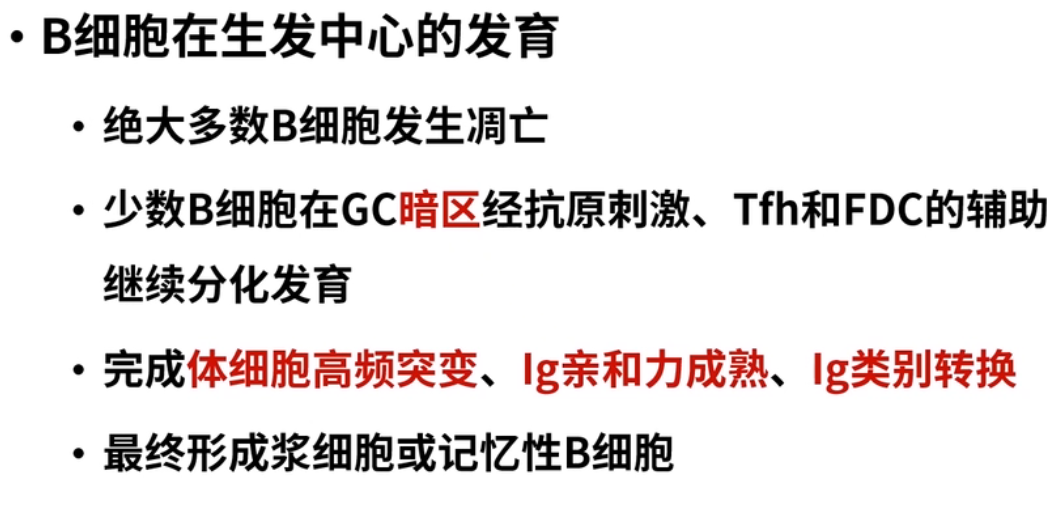 • B细胞在生发中心的发育
• 绝大多数B细胞发生凋亡
• 少数B细胞在GC暗区经抗原刺激、Tfh和FDC的辅助
继续分化发育
• 完成体细胞高频突变、Ig亲和力成熟、Ig类别转换
• 最终形成浆细胞或记忆性B细胞